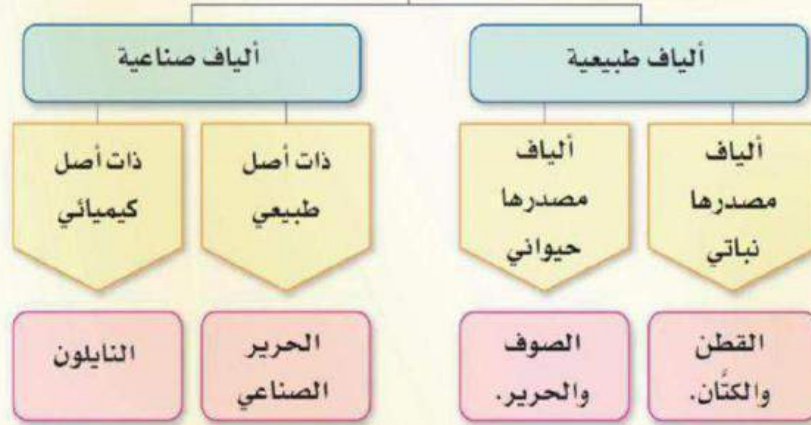 ألياف طبيعية
ألياف صناعية
ألياف
مصدرها
نباتي
ألياف
مصدرها
حيواني
ذات أصل
طبيعي
ذات أصل
كيميائي
القطن
والكتَّان.
الصوف
والحرير.
الحرير
الصناعي
النايلون